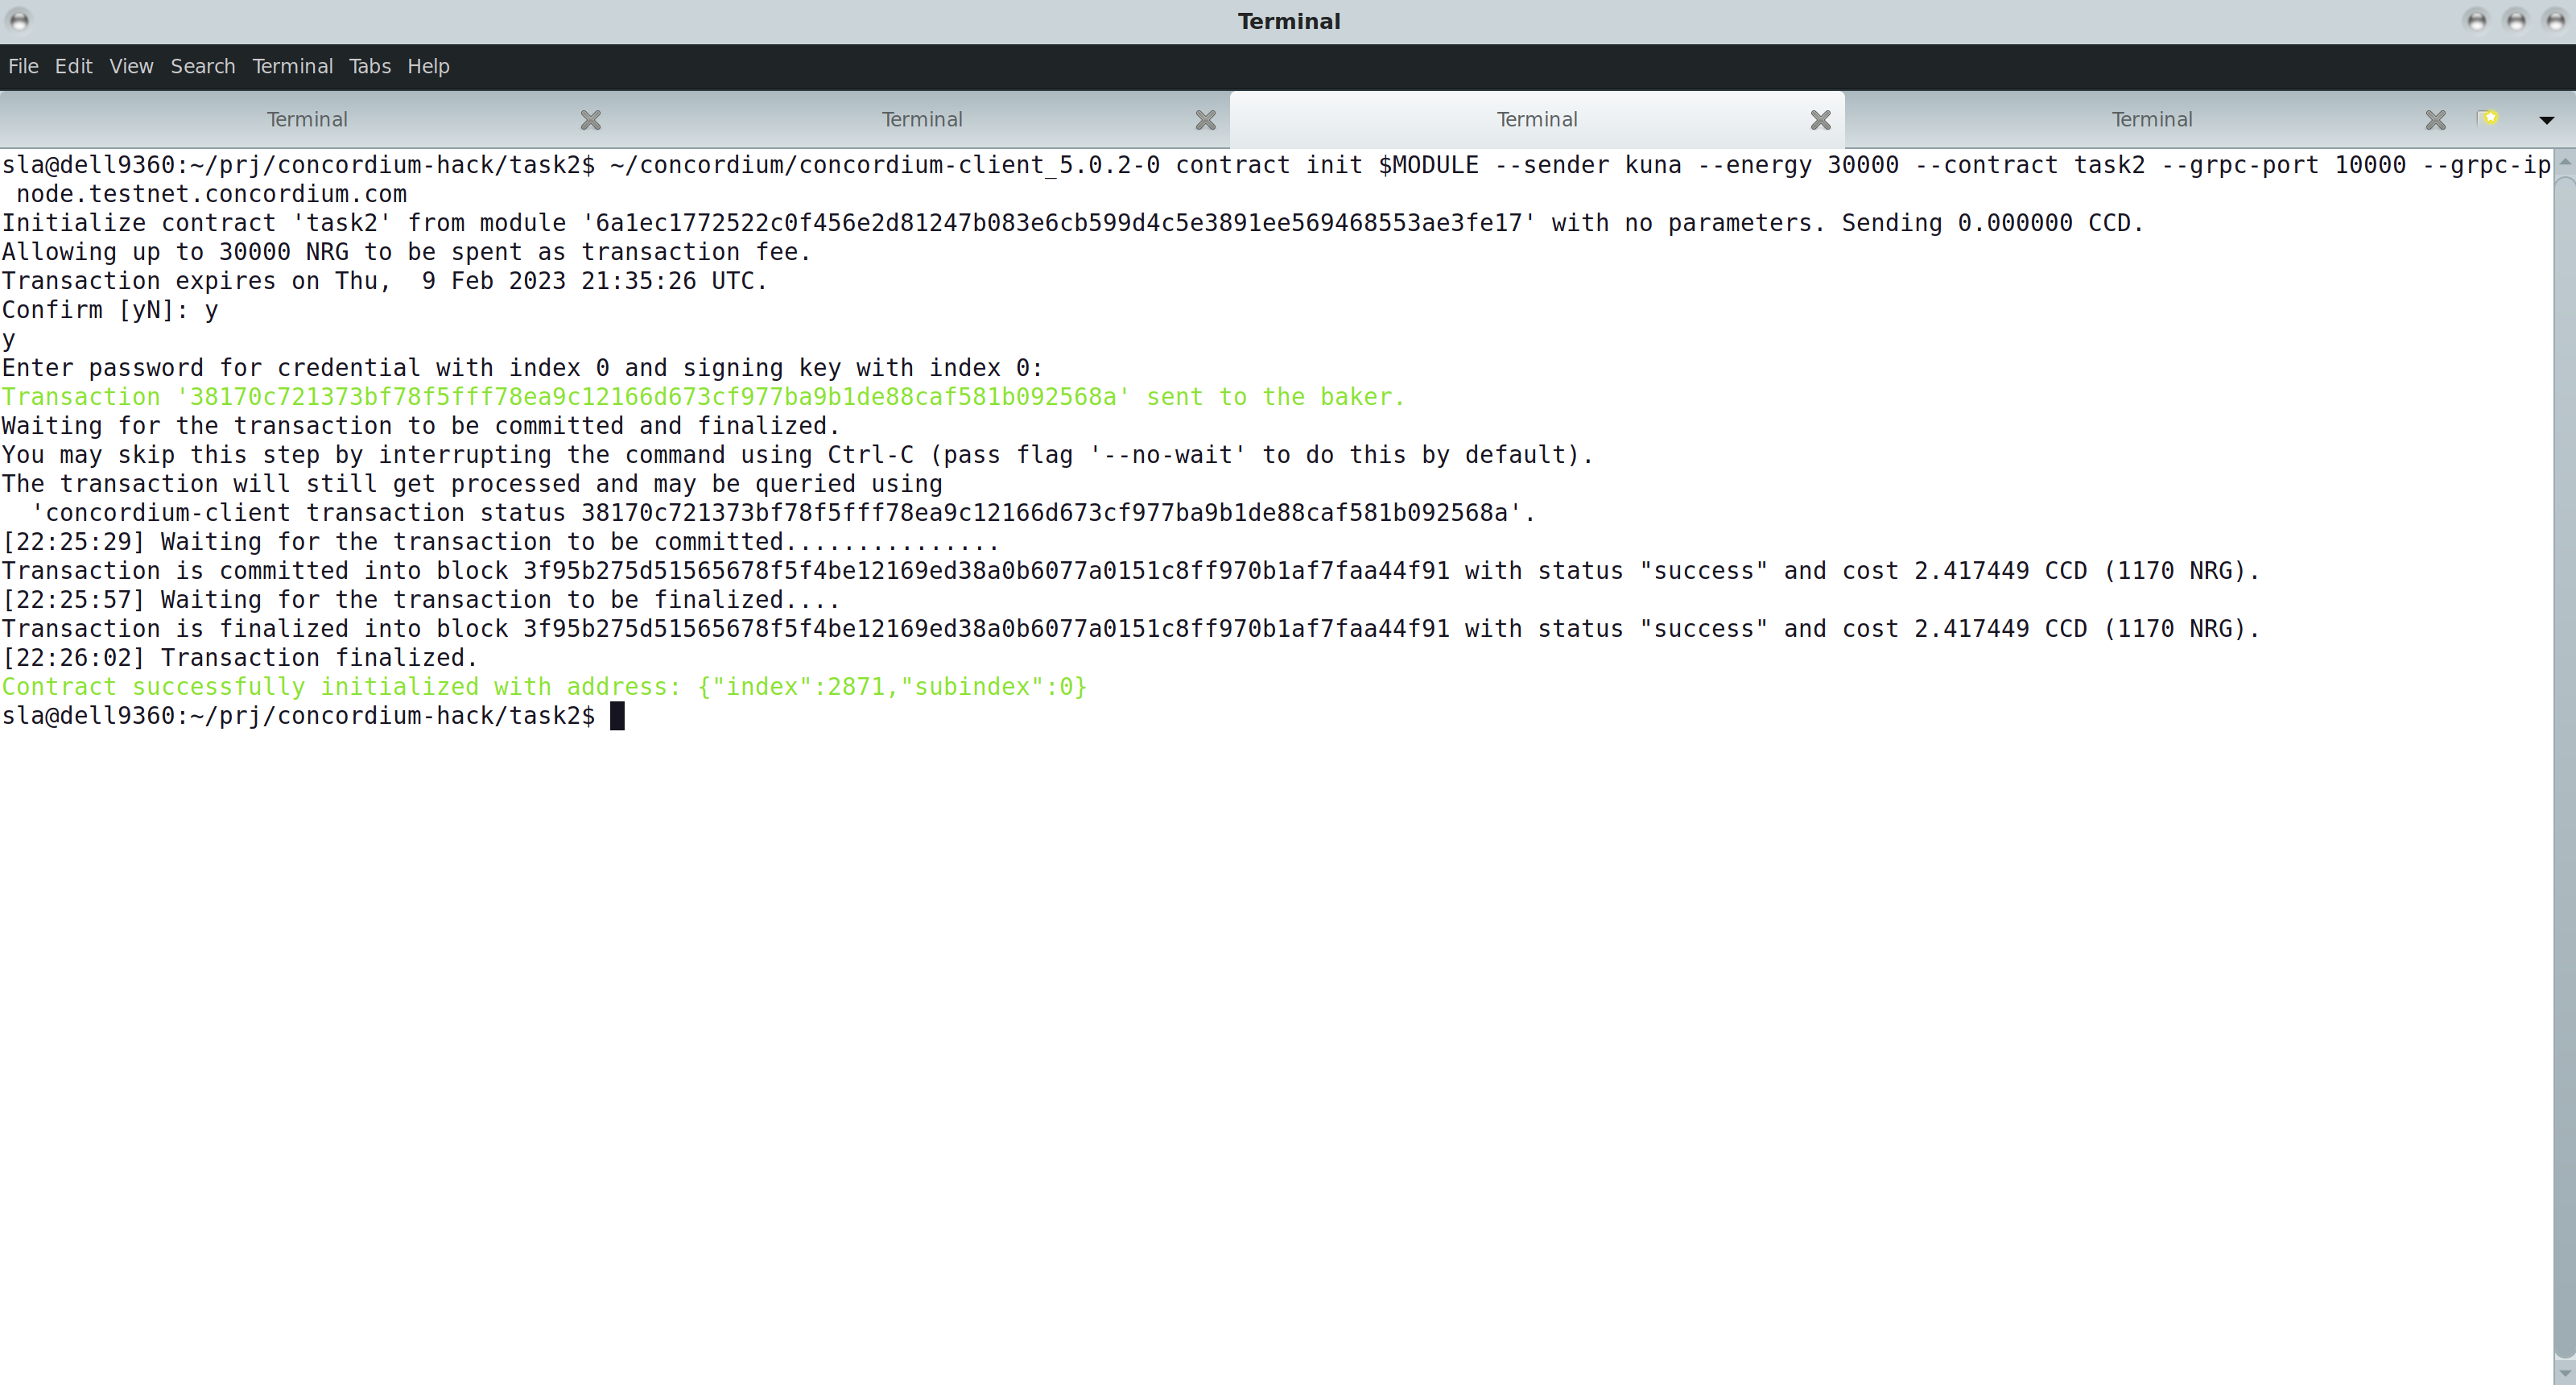 Terminal
File Edit View Search Terminal Tabs Help
Terminal Terminal Terminal Terminal
sla@dell9360:~/prj/concordium-hack/task2$ ~/concordium/concordium-client_5.0.2-0 contract init $MODULE --sender kuna --energy 30000 --contract task2 --grpc-port 10000 --grpc-ip
 node.testnet.concordium.com
Initialize contract 'task2' from module '6a1ec1772522c0f456e2d81247b083e6cb599d4c5e3891ee569468553ae3fe17' with no parameters. Sending 0.000000 CCD.
Allowing up to 30000 NRG to be spent as transaction fee.
Transaction expires on Thu,  9 Feb 2023 21:35:26 UTC.
Confirm [yN]: y
y
Enter password for credential with index 0 and signing key with index 0:
Transaction '38170c721373bf78f5fff78ea9c12166d673cf977ba9b1de88caf581b092568a' sent to the baker.
Waiting for the transaction to be committed and finalized.
You may skip this step by interrupting the command using Ctrl-C (pass flag '--no-wait' to do this by default).
The transaction will still get processed and may be queried using
  'concordium-client transaction status 38170c721373bf78f5fff78ea9c12166d673cf977ba9b1de88caf581b092568a'.
[22:25:29] Waiting for the transaction to be committed...............
Transaction is committed into block 3f95b275d51565678f5f4be12169ed38a0b6077a0151c8ff970b1af7faa44f91 with status "success" and cost 2.417449 CCD (1170 NRG).
[22:25:57] Waiting for the transaction to be finalized....
Transaction is finalized into block 3f95b275d51565678f5f4be12169ed38a0b6077a0151c8ff970b1af7faa44f91 with status "success" and cost 2.417449 CCD (1170 NRG).
[22:26:02] Transaction finalized.
Contract successfully initialized with address: {"index":2871,"subindex":0}
sla@dell9360:~/prj/concordium-hack/task2$